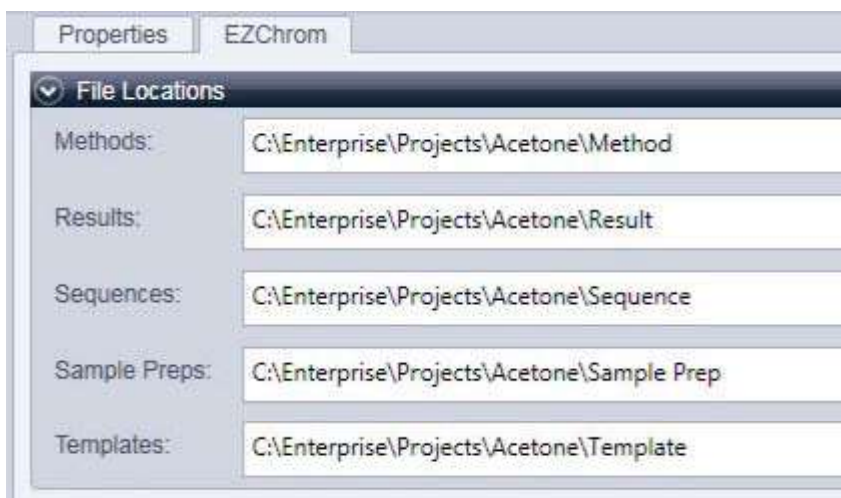 Properties EZChrom
File Locations
Methods: C:\Enterprise\Projects\Acetone\Method
Results: C:\Enterprise\Projects\Acetone\Result
Sequences: C:\Enterprise\Projects\Acetone\Sequence
Sample Preps: C:\Enterprise\Projects\Acetone\Sample Prep
Templates: C:\Enterprise\Projects\Acetone\Template